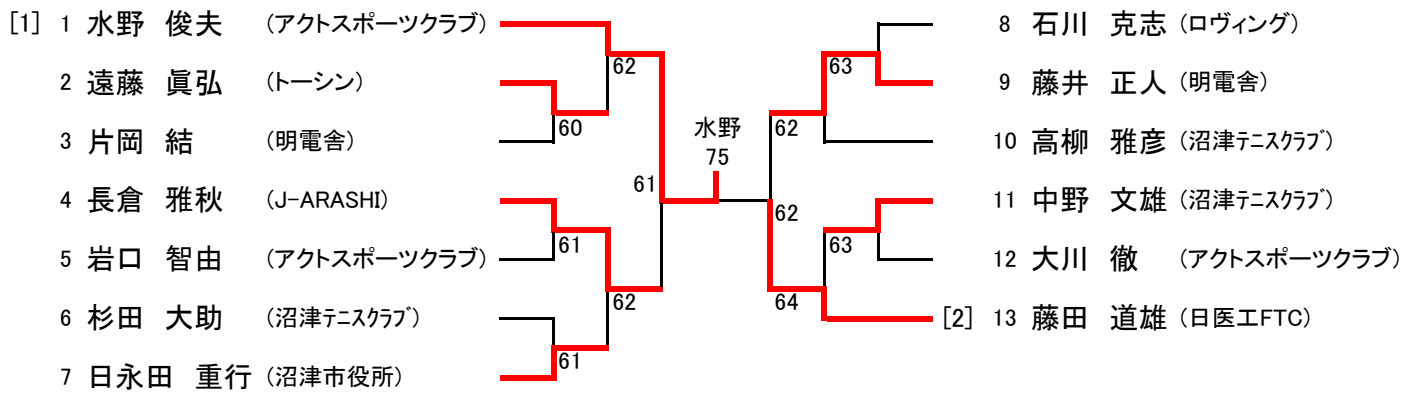 [1] 1 水野 俊夫 (アクトスポーツクラブ)
2 遠藤 眞弘 (トーシン)
3 片岡 結 (明電舎)
4 長倉 雅秋 (J-ARASHI)
5 岩口 智由 (アクトスポーツクラブ)
6 杉田 大助 (沼津テニスクラブ)
7 日永田 重行 (沼津市役所)
62
60
61
61
62
61
水野
75
63
62
62
63
64
8 石川 克志 (ロヴィング)
9 藤井 正人 (明電舎)
10 高柳 雅彦 (沼津テニスクラブ)
11 中野 文雄 (沼津テニスクラブ)
12 大川 徹 (アクトスポーツクラブ)
[2] 13 藤田 道雄 (日医工FTC)